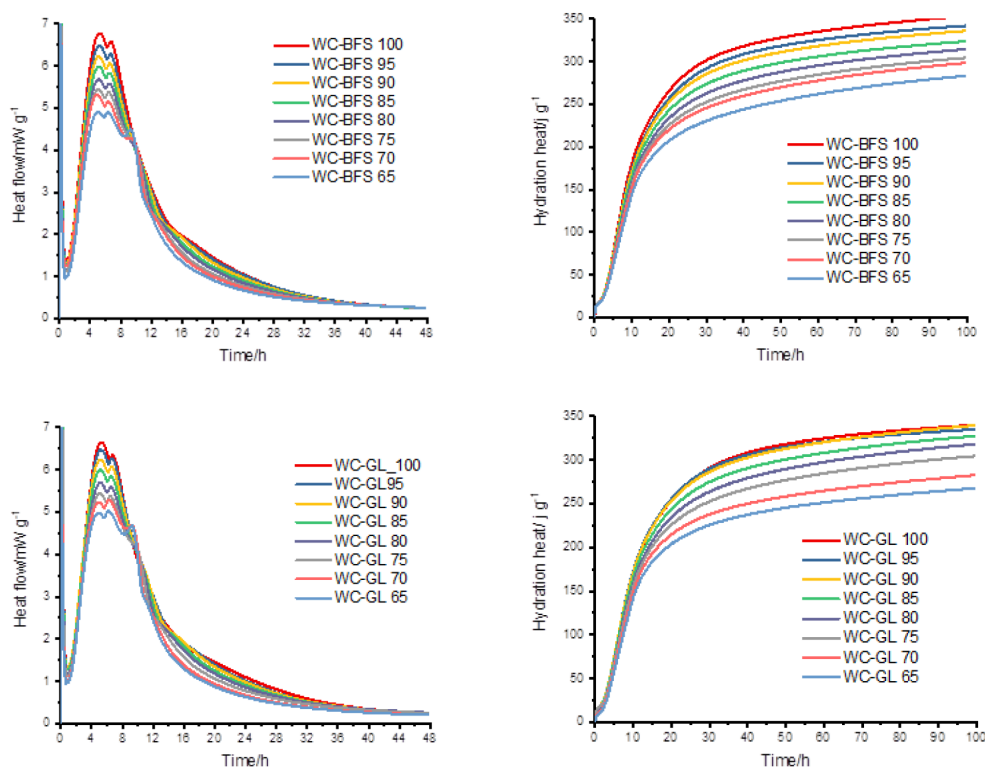 Heat flow/mW g-1
7
6
5
4
3
2
1
0
0 4 8 12 16 20 24 28 32 36 40 44 48
Time/h
WC-BFS 100
WC-BFS 95
WC-BFS 90
WC-BFS 85
WC-BFS 80
WC-BFS 75
WC-BFS 70
WC-BFS 65
Hydration heat/ j g-1
350
300
250
200
150
100
50
0
0 10 20 30 40 50 60 70 80 90 100
Time/h
WC-BFS 100
WC-BFS 95
WC-BFS 90
WC-BFS 85
WC-BFS 80
WC-BFS 75
WC-BFS 70
WC-BFS 65
Heat flow/mW g-1
7
6
5
4
3
2
1
0
0 4 8 12 16 20 24 28 32 36 40 44 48
Time/h
WC-GL_100
WC-GL95
WC-GL 90
WC-GL 85
WC-GL 80
WC-GL 75
WC-GL 70
WC-GL 65
Hydration heat/ j g-1
350
300
250
200
150
100
50
0
0 10 20 30 40 50 60 70 80 90 100
Time/h
WC-GL 100
WC-GL 95
WC-GL 90
WC-GL 85
WC-GL 80
WC-GL 75
WC-GL 70
WC-GL 65